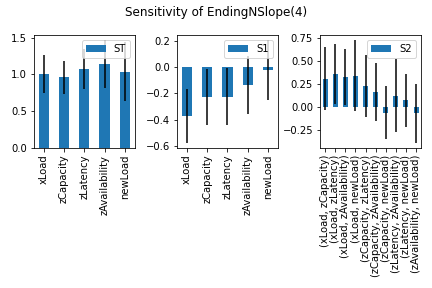 Sensitivity of EndingNSlope(4)
1.5
1.0
0.5
0.0
ST
xLoad
zCapacity
zLatency
zAvailability
newLoad
0.2
0.0
−0.2
−0.4
−0.6
S1
xLoad
zCapacity
zLatency
zAvailability
newLoad
0.75
0.50
0.25
0.00
−0.25
S2
(xLoad, zCapacity)
(xLoad, zLatency)
(xLoad, zAvailability)
(xLoad, newLoad)
(zCapacity, zLatency)
(zCapacity, zAvailability)
(zCapacity, newLoad)
(zLatency, zAvailability)
(zLatency, newLoad)
(zAvailability, newLoad)